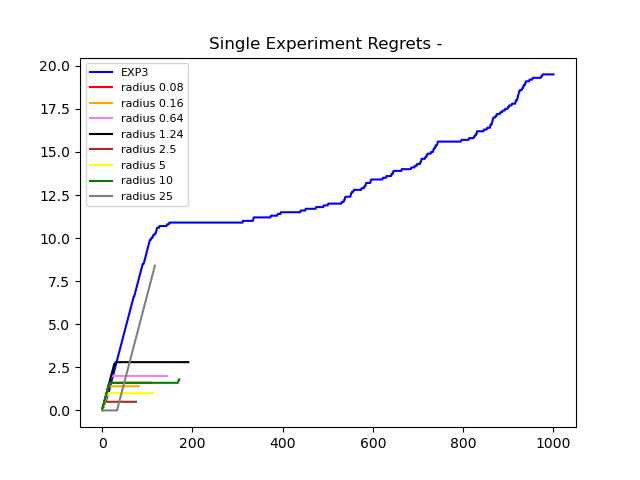 Single Experiment Regrets -
20.0
17.5
15.0
12.5
10.0
7.5
5.0
2.5
0.0
EXP3
radius 0.08
radius 0.16
radius 0.64
radius 1.24
radius 2.5
radius 5
radius 10
radius 25
0 200 400 600 800 1000